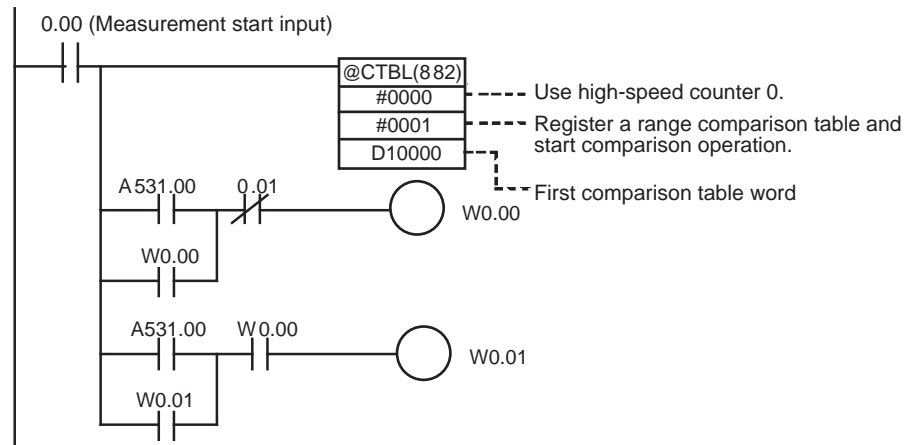 0.00 (Measurement start input)
@CTBL(882)
#0000
Use high-speed counter 0.
#0001
Register a range comparison table and
start comparison operation.
D10000
First comparison table word
A531.00
0.01
W0.00
W0.00
A531.00
W0.00
W0.01
W0.01